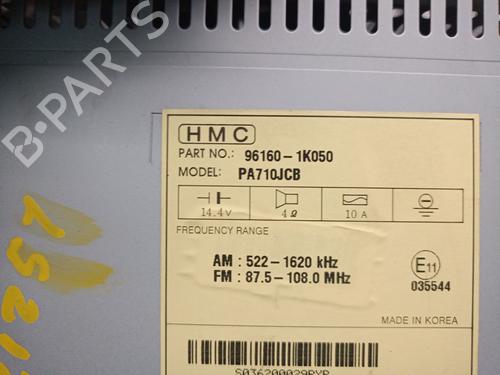 B-PARTS
HMC
PART NO.: 96160-1K050
MODEL: PA710JCB
14.4V 4Ω 10A
FREQUENCY RANGE
AM : 522-1620 kHz
FM : 87.5-108.0 MHz
E11
035544
MADE IN KOREA